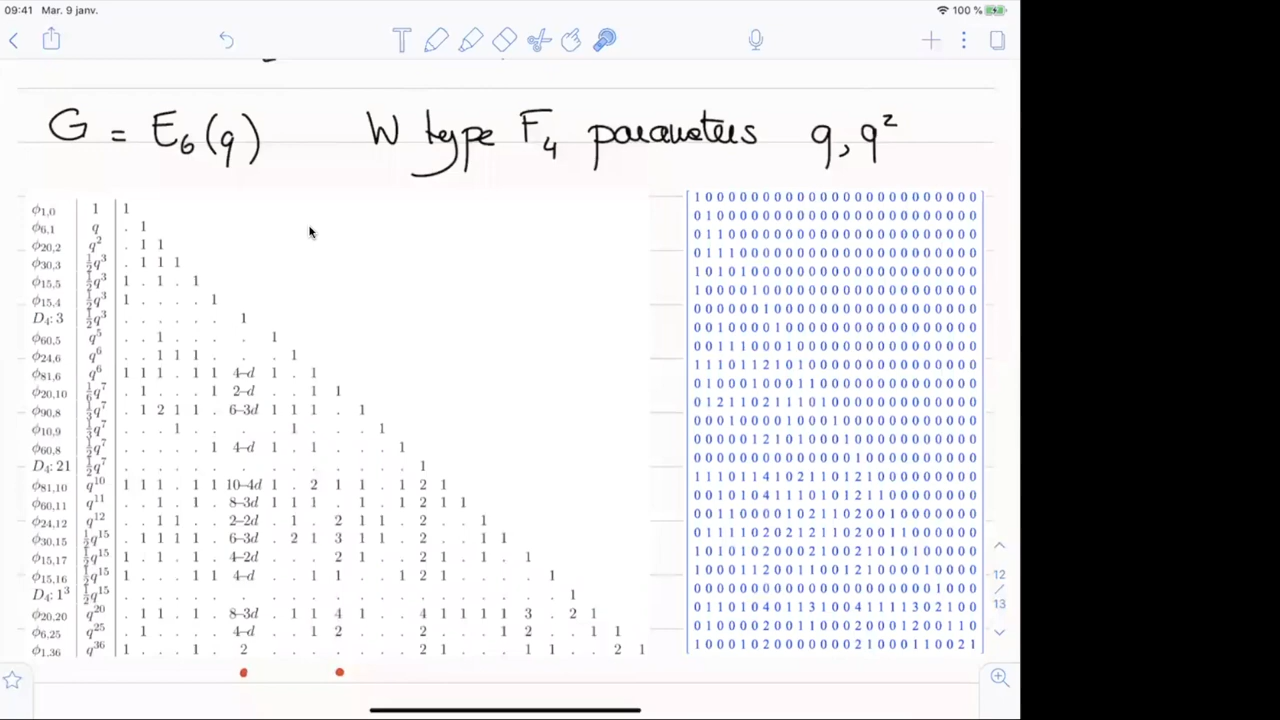 09:41 Mar. 9 janv.
100 %
G = E₆(q) W type F₄ parameters q, q²
ϕ₁,₀ 1 1
ϕ₆,₁ q . 1
ϕ₂₀,₂ q² . 1 1
ϕ₃₀,₃ ½q³ . 1 1 1
ϕ₁₅,₅ ½q³ 1 . 1 . 1
ϕ₁₅,₄ ½q³ 1 . . . . 1
D₄: 3 ½q³ . . . . . . 1
ϕ₆₀,₅ q⁵ . . 1 . . . . 1
ϕ₂₄,₆ q⁶ . . 1 1 1 . . . 1
ϕ₈₁,₆ q⁶ 1 1 1 . 1 1 4–d 1 . 1
ϕ₂₀,₁₀ ⅙q⁷ . 1 . . . 1 2–d . . 1 1
ϕ₉₀,₈ ⅓q⁷ . 1 2 1 1 . 6–3d 1 1 1 . 1
ϕ₁₀,₉ ⅓q⁷ . . . 1 . . . . 1 . . . 1
ϕ₆₀,₈ ½q⁷ . . . . . 1 4–d 1 . 1 . . . 1
D₄: 21 ½q⁷ . . . . . . . . . . . . . . 1
ϕ₈₁,₁₀ q¹⁰ 1 1 1 . 1 1 10–4d 1 . 2 1 1 . 1 2 1
ϕ₆₀,₁₁ q¹¹ . . 1 . 1 . 8–3d 1 1 1 . 1 . 1 2 1 1
ϕ₂₄,₁₂ q¹² . . 1 1 . . 2–2d . 1 . 2 1 1 . 2 . . 1
ϕ₃₀,₁₅ ½q¹⁵ . 1 1 1 1 . 6–3d . 2 1 3 1 1 . 2 . . 1 1
ϕ₁₅,₁₇ ½q¹⁵ 1 . 1 . 1 . 4–2d . . . 2 1 . . 2 1 . 1 . 1
ϕ₁₅,₁₆ ½q¹⁵ 1 . . . 1 1 4–d . . 1 1 . . 1 2 1 . . . . 1
D₄: 1³ ½q¹⁵ . . . . . . . . . . . . . . . . . . . . . 1
ϕ₂₀,₂₀ q²⁰ . 1 1 . 1 . 8–3d . 1 1 4 1 . . 4 1 1 1 1 3 . 2 1
ϕ₆,₂₅ q²⁵ . 1 . . . . 4–d . . 1 2 . . . 2 . . . 1 2 . . 1 1
ϕ₁,₃₆ q³⁶ 1 . . . 1 . 2 . . . . . . . 2 1 . . . 1 1 . . 2 1
1 0 0 0 0 0 0 0 0 0 0 0 0 0 0 0 0 0 0 0 0 0 0 0 0
0 1 0 0 0 0 0 0 0 0 0 0 0 0 0 0 0 0 0 0 0 0 0 0 0
0 1 1 0 0 0 0 0 0 0 0 0 0 0 0 0 0 0 0 0 0 0 0 0 0
0 1 1 1 0 0 0 0 0 0 0 0 0 0 0 0 0 0 0 0 0 0 0 0 0
1 0 1 0 1 0 0 0 0 0 0 0 0 0 0 0 0 0 0 0 0 0 0 0 0
1 0 0 0 0 1 0 0 0 0 0 0 0 0 0 0 0 0 0 0 0 0 0 0 0
0 0 0 0 0 0 1 0 0 0 0 0 0 0 0 0 0 0 0 0 0 0 0 0 0
0 0 1 0 0 0 0 1 0 0 0 0 0 0 0 0 0 0 0 0 0 0 0 0 0
0 0 1 1 1 0 0 0 1 0 0 0 0 0 0 0 0 0 0 0 0 0 0 0 0
1 1 1 0 1 1 2 1 0 1 0 0 0 0 0 0 0 0 0 0 0 0 0 0 0
0 1 0 0 0 1 0 0 0 1 1 0 0 0 0 0 0 0 0 0 0 0 0 0 0
0 1 2 1 1 0 2 1 1 1 0 1 0 0 0 0 0 0 0 0 0 0 0 0 0
0 0 0 1 0 0 0 0 1 0 0 0 1 0 0 0 0 0 0 0 0 0 0 0 0
0 0 0 0 0 1 2 1 0 1 0 0 0 1 0 0 0 0 0 0 0 0 0 0 0
0 0 0 0 0 0 0 0 0 0 0 0 0 0 1 0 0 0 0 0 0 0 0 0 0
1 1 1 0 1 1 4 1 0 2 1 1 0 1 2 1 0 0 0 0 0 0 0 0 0
0 0 1 0 1 0 4 1 1 1 0 1 0 1 2 1 1 0 0 0 0 0 0 0 0
0 0 1 1 0 0 0 0 1 0 2 1 1 0 2 0 0 1 0 0 0 0 0 0 0
0 1 1 1 1 0 2 0 2 1 2 1 1 0 2 0 0 1 1 0 0 0 0 0 0
1 0 1 0 1 0 2 0 0 0 2 1 0 0 2 1 0 1 0 1 0 0 0 0 0
1 0 0 0 1 1 2 0 0 1 1 0 0 1 2 1 0 0 0 0 1 0 0 0 0
0 0 0 0 0 0 0 0 0 0 0 0 0 0 0 0 0 0 0 0 0 1 0 0 0
0 1 1 0 1 0 4 0 1 1 3 1 0 0 4 1 1 1 1 3 0 2 1 0 0
0 1 0 0 0 0 2 0 0 1 1 0 0 0 2 0 0 0 1 2 0 0 1 1 0
1 0 0 0 1 0 2 0 0 0 0 0 0 0 2 1 0 0 0 1 1 0 0 2 1
12
/
13